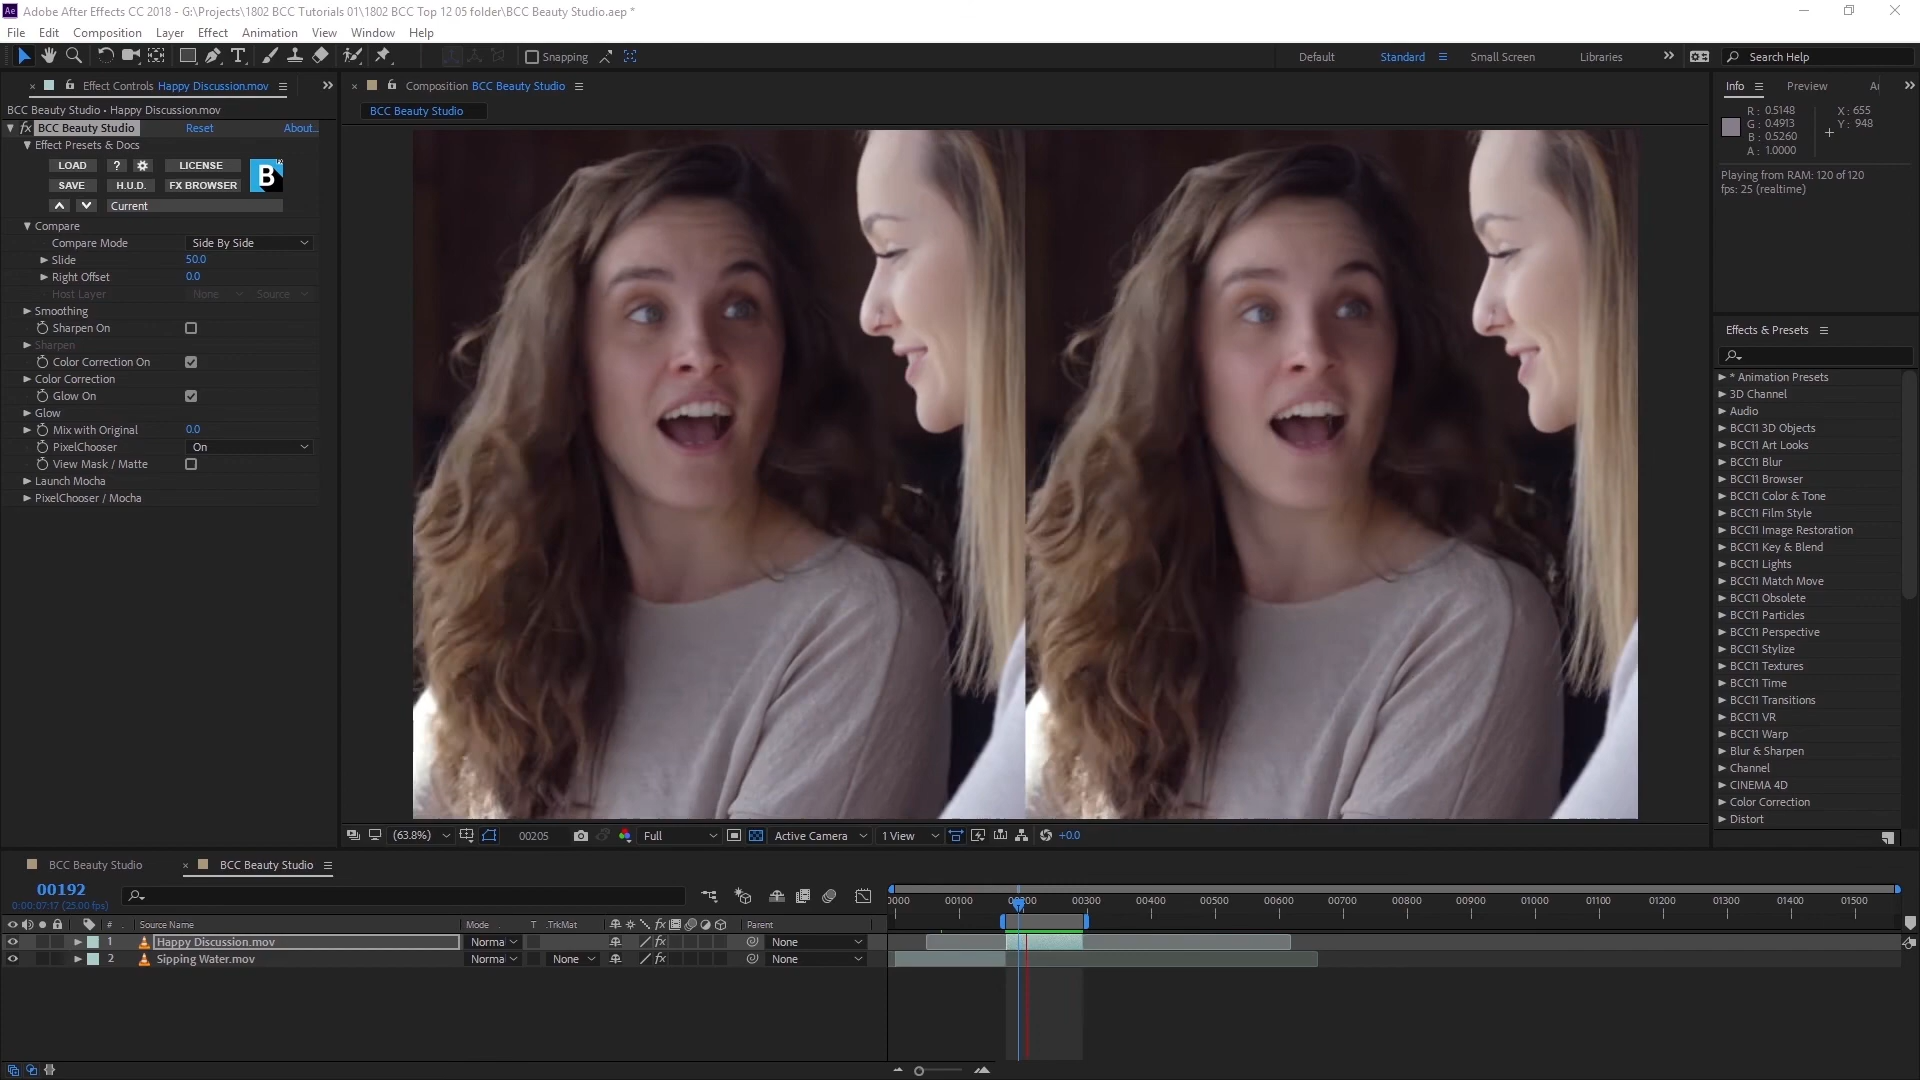 Adobe After Effects CC 2018 - G:\Projects\1802 BCC Tutorials 01\1802 BCC Top 12 05 folder\BCC Beauty Studio.aep *
File Edit Composition Layer Effect Animation View Window Help
Snapping
Default Standard Small Screen Libraries Search Help
Effect Controls Happy Discussion.mov
BCC Beauty Studio • Happy Discussion.mov
fx BCC Beauty Studio Reset About...
Effect Presets & Docs
LOAD ? LICENSE
B
SAVE H.U.D. FX BROWSER
Current
Compare
Compare Mode Side By Side
Slide 50.0
Right Offset 0.0
Host Layer None Source
Smoothing
Sharpen On
Sharpen
Color Correction On
Color Correction
Glow On
Glow
Mix with Original 0.0
PixelChooser On
View Mask / Matte
Launch Mocha
PixelChooser / Mocha
Composition BCC Beauty Studio
BCC Beauty Studio
(63.8%) 00205 Full Active Camera 1 View +0.0
Info Preview
R : 0.5148 X : 655
G : 0.4913 Y : 948
B : 0.5260
A : 1.0000
Playing from RAM: 120 of 120
fps: 25 (realtime)
Effects & Presets
* Animation Presets
3D Channel
Audio
BCC11 3D Objects
BCC11 Art Looks
BCC11 Blur
BCC11 Browser
BCC11 Color & Tone
BCC11 Film Style
BCC11 Image Restoration
BCC11 Key & Blend
BCC11 Lights
BCC11 Match Move
BCC11 Obsolete
BCC11 Particles
BCC11 Perspective
BCC11 Stylize
BCC11 Textures
BCC11 Time
BCC11 Transitions
BCC11 VR
BCC11 Warp
Blur & Sharpen
Channel
CINEMA 4D
Color Correction
Distort
BCC Beauty Studio BCC Beauty Studio
00192
0:00:07:17 (25.00 fps)
# Source Name Mode T .TrkMat fx Parent
1 Happy Discussion.mov Norma fx None
2 Sipping Water.mov Norma None fx None
0000 00100 00200 00300 00400 00500 00600 00700 00800 00900 01000 01100 01200 01300 01400 01500